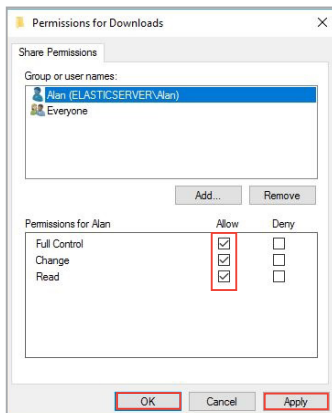 Permissions for Downloads
Share Permissions
Group or user names:
Alan (ELASTICSERVER\Alan)
Everyone
Add... Remove
Permissions for Alan Allow Deny
Full Control
Change
Read
OK Cancel Apply